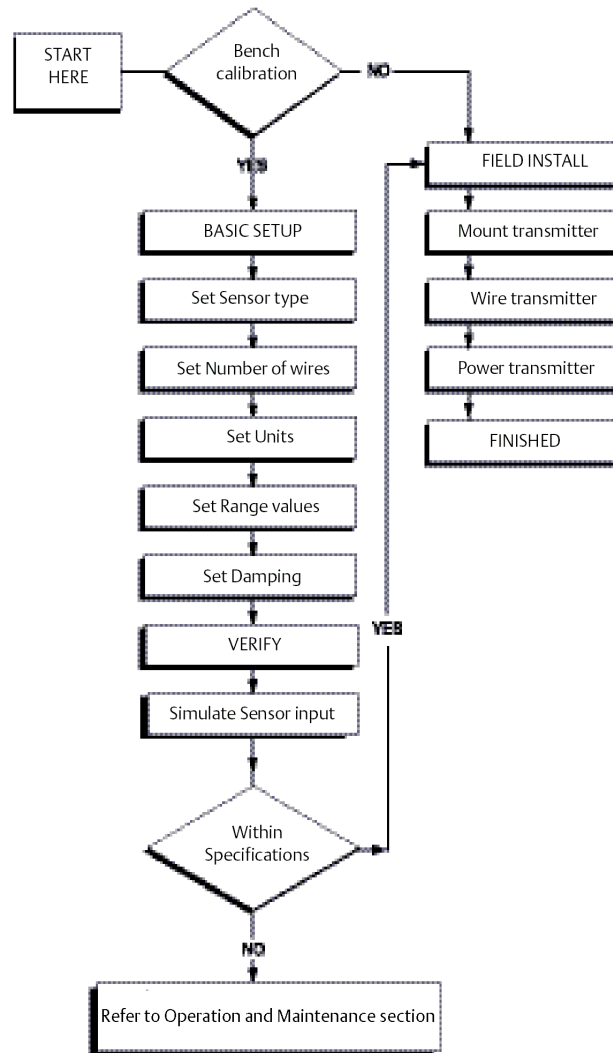 START
HERE
Bench
calibration
NO
YES
FIELD INSTALL
BASIC SETUP
Mount transmitter
Set Sensor type
Wire transmitter
Set Number of wires
Power transmitter
Set Units
FINISHED
Set Range values
Set Damping
YES
VERIFY
Simulate Sensor input
Within
Specifications
NO
Refer to Operation and Maintenance section